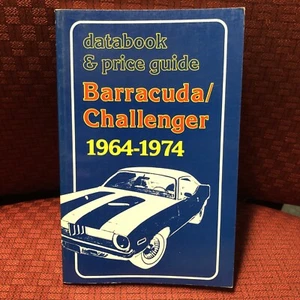 databook
& price guide
Barracuda/
Challenger
1964-1974